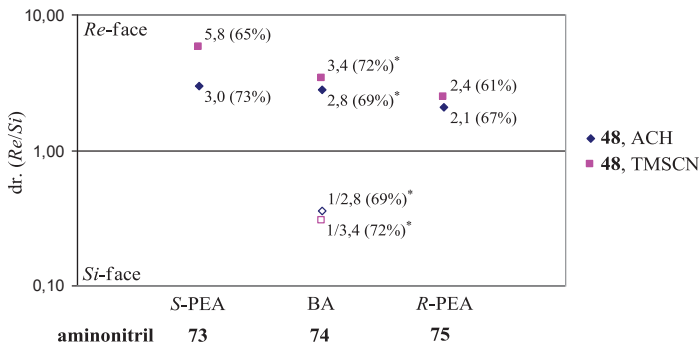 10,00
Re-face
5,8 (65%)
3,4 (72%)*
2,4 (61%)
3,0 (73%)
2,8 (69%)*
2,1 (67%)
dr. (Re/Si)
1,00
48, ACH
48, TMSCN
1/2,8 (69%)*
1/3,4 (72%)*
Si-face
0,10
S-PEA BA R-PEA
aminonitril 73 74 75